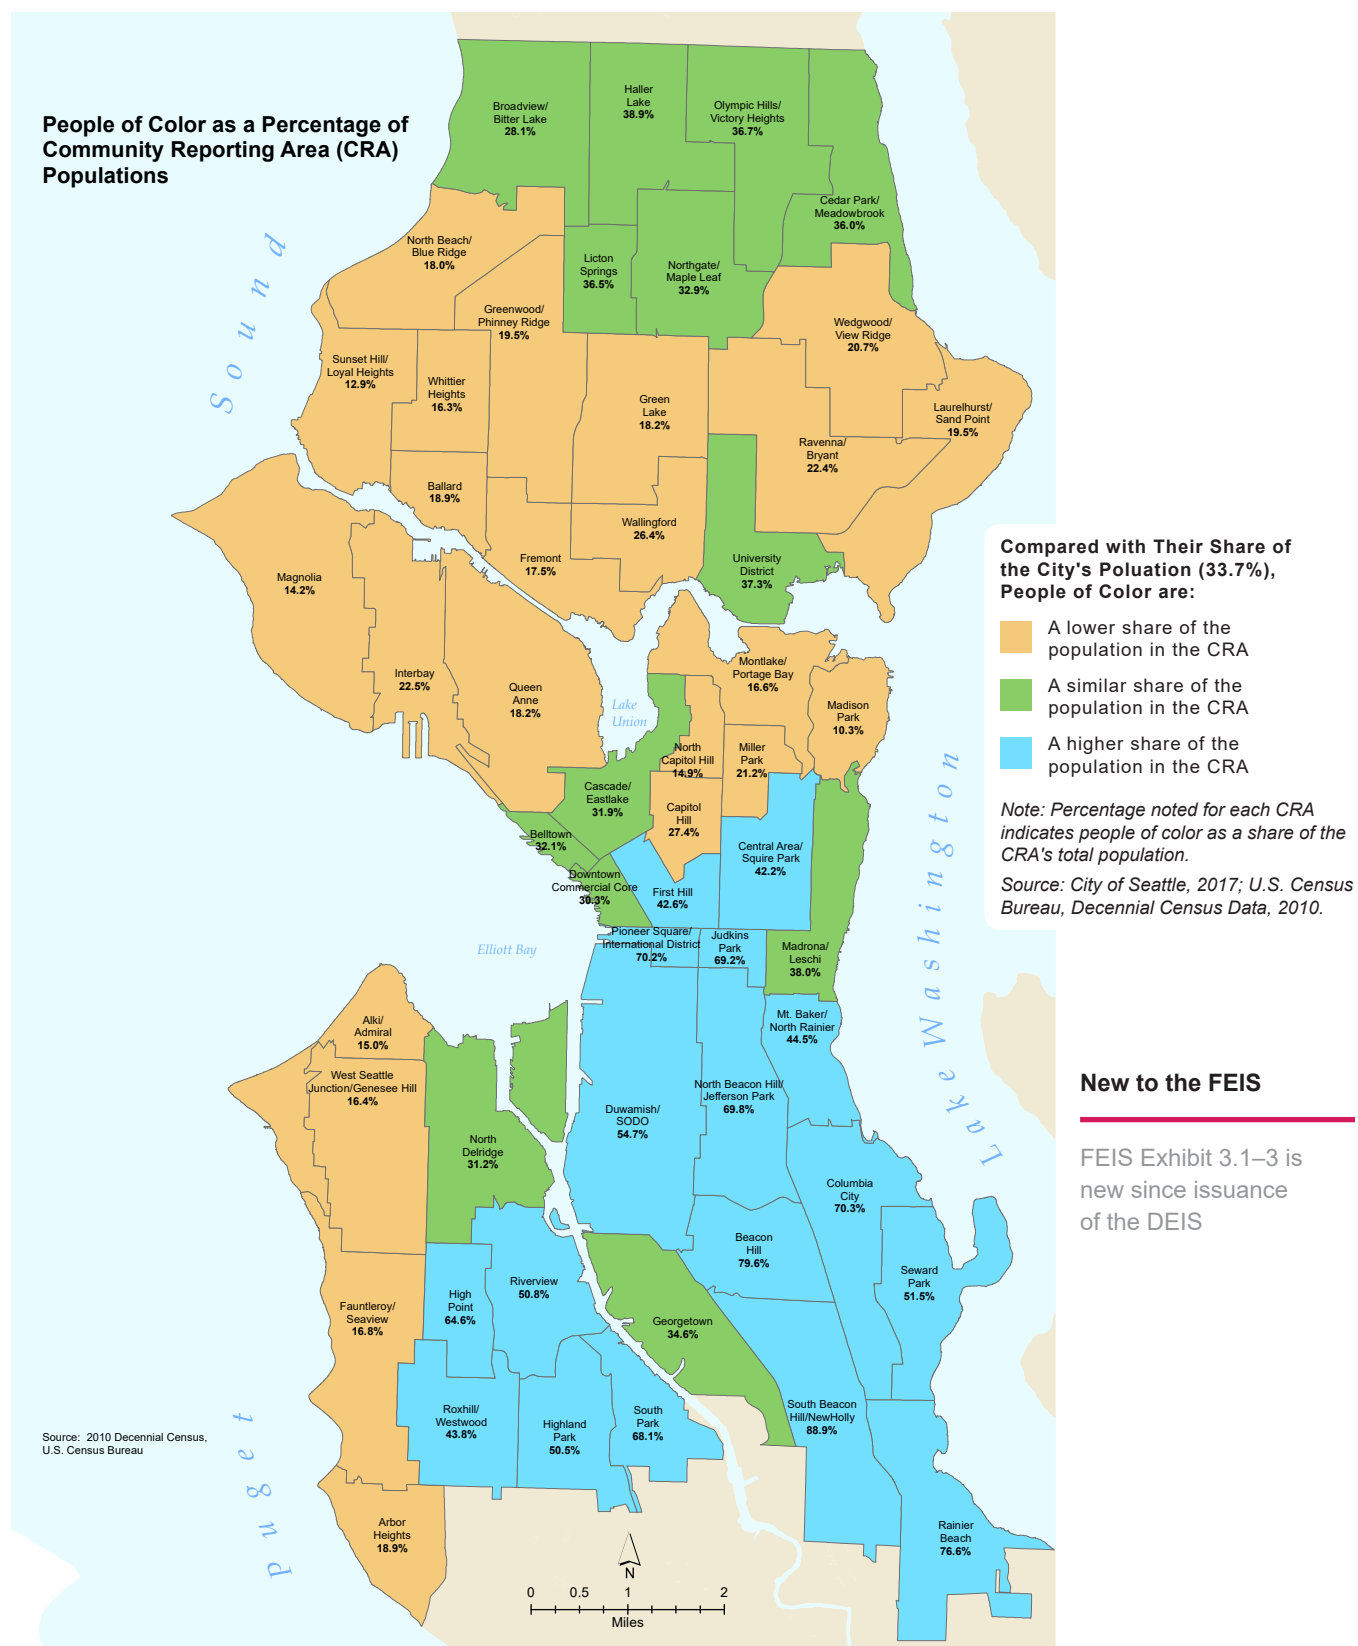 People of Color as a Percentage of
Community Reporting Area (CRA)
Populations
Broadview/
Bitter Lake
28.1%
Haller
Lake
38.9%
Olympic Hills/
Victory Heights
36.7%
Cedar Park/
Meadowbrook
36.0%
North Beach/
Blue Ridge
18.0%
Licton
Springs
36.5%
Northgate/
Maple Leaf
32.9%
Greenwood/
Phinney Ridge
19.5%
Wedgwood/
View Ridge
20.7%
Sunset Hill/
Loyal Heights
12.9%
Whittier
Heights
16.3%
Green
Lake
18.2%
Laurelhurst/
Sand Point
19.5%
Ravenna/
Bryant
22.4%
Ballard
18.9%
Wallingford
26.4%
Fremont
17.5%
University
District
37.3%
Magnolia
14.2%
Interbay
22.5%
Queen
Anne
18.2%
Lake
Union
Montlake/
Portage Bay
16.6%
Madison
Park
10.3%
North
Capitol Hill
14.9%
Miller
Park
21.2%
Cascade/
Eastlake
31.9%
Capitol
Hill
27.4%
Belltown
32.1%
Central Area/
Squire Park
42.2%
Downtown
Commercial Core
30.3%
First Hill
42.6%
Pioneer Square/
International District
70.2%
Judkins
Park
69.2%
Madrona/
Leschi
38.0%
Elliott Bay
Alki/
Admiral
15.0%
Mt. Baker/
North Rainier
44.5%
West Seattle
Junction/Genesee Hill
16.4%
North Beacon Hill/
Jefferson Park
69.8%
Duwamish/
SODO
54.7%
North
Delridge
31.2%
Columbia
City
70.3%
Beacon
Hill
79.6%
Seward
Park
51.5%
Riverview
50.8%
High
Point
64.6%
Fauntleroy/
Seaview
16.8%
Georgetown
34.6%
Roxhill/
Westwood
43.8%
Highland
Park
50.5%
South
Park
68.1%
South Beacon
Hill/NewHolly
88.9%
Arbor
Heights
18.9%
Rainier
Beach
76.6%
Puget Sound
Lake Washington
Source: 2010 Decennial Census,
U.S. Census Bureau
N
0 0.5 1 2
Miles
Compared with Their Share of
the City's Poluation (33.7%),
People of Color are:
A lower share of the
population in the CRA
A similar share of the
population in the CRA
A higher share of the
population in the CRA
Note: Percentage noted for each CRA
indicates people of color as a share of the
CRA's total population.
Source: City of Seattle, 2017; U.S. Census
Bureau, Decennial Census Data, 2010.
New to the FEIS
FEIS Exhibit 3.1–3 is
new since issuance
of the DEIS